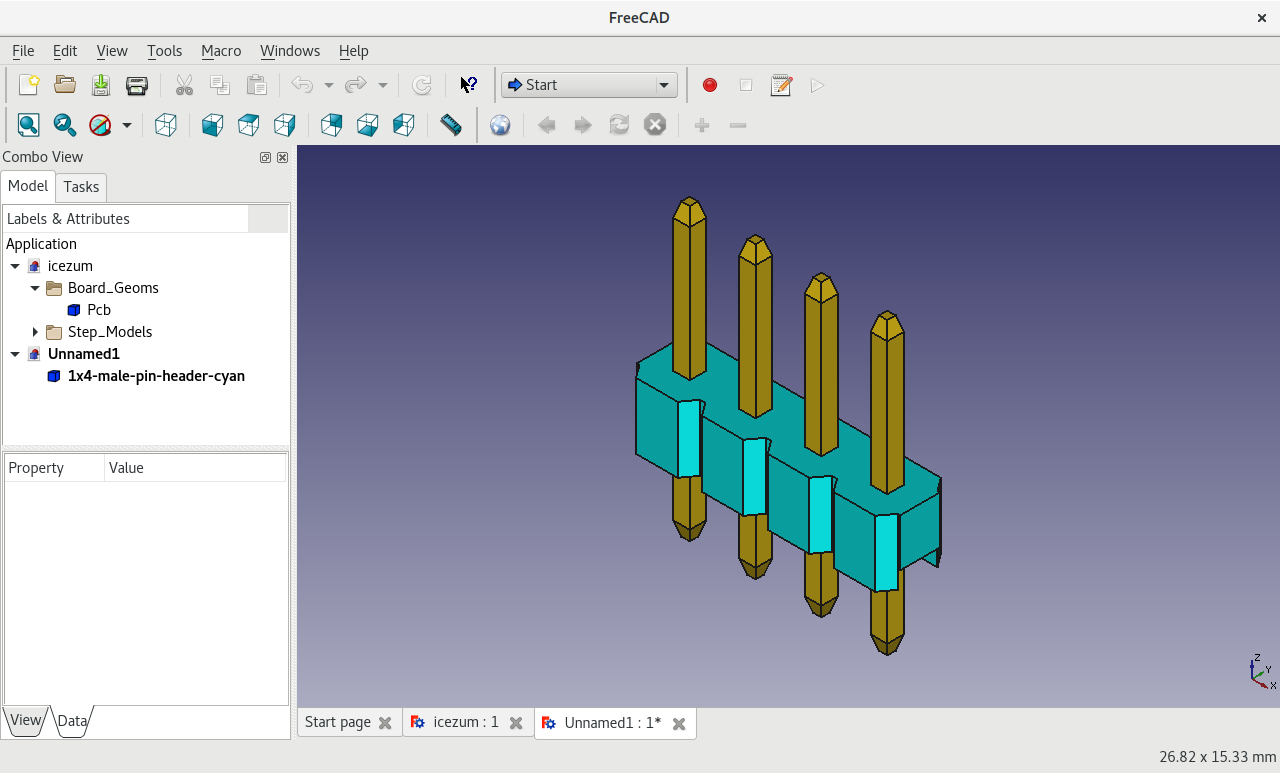 FreeCAD
File Edit View Tools Macro Windows Help
Start
Combo View
Model Tasks
Labels & Attributes
Application
icezum
Board_Geoms
Pcb
Step_Models
Unnamed1
1x4-male-pin-header-cyan
Property Value
View Data
Z
Y
X
Start page icezum : 1 Unnamed1 : 1*
26.82 x 15.33 mm